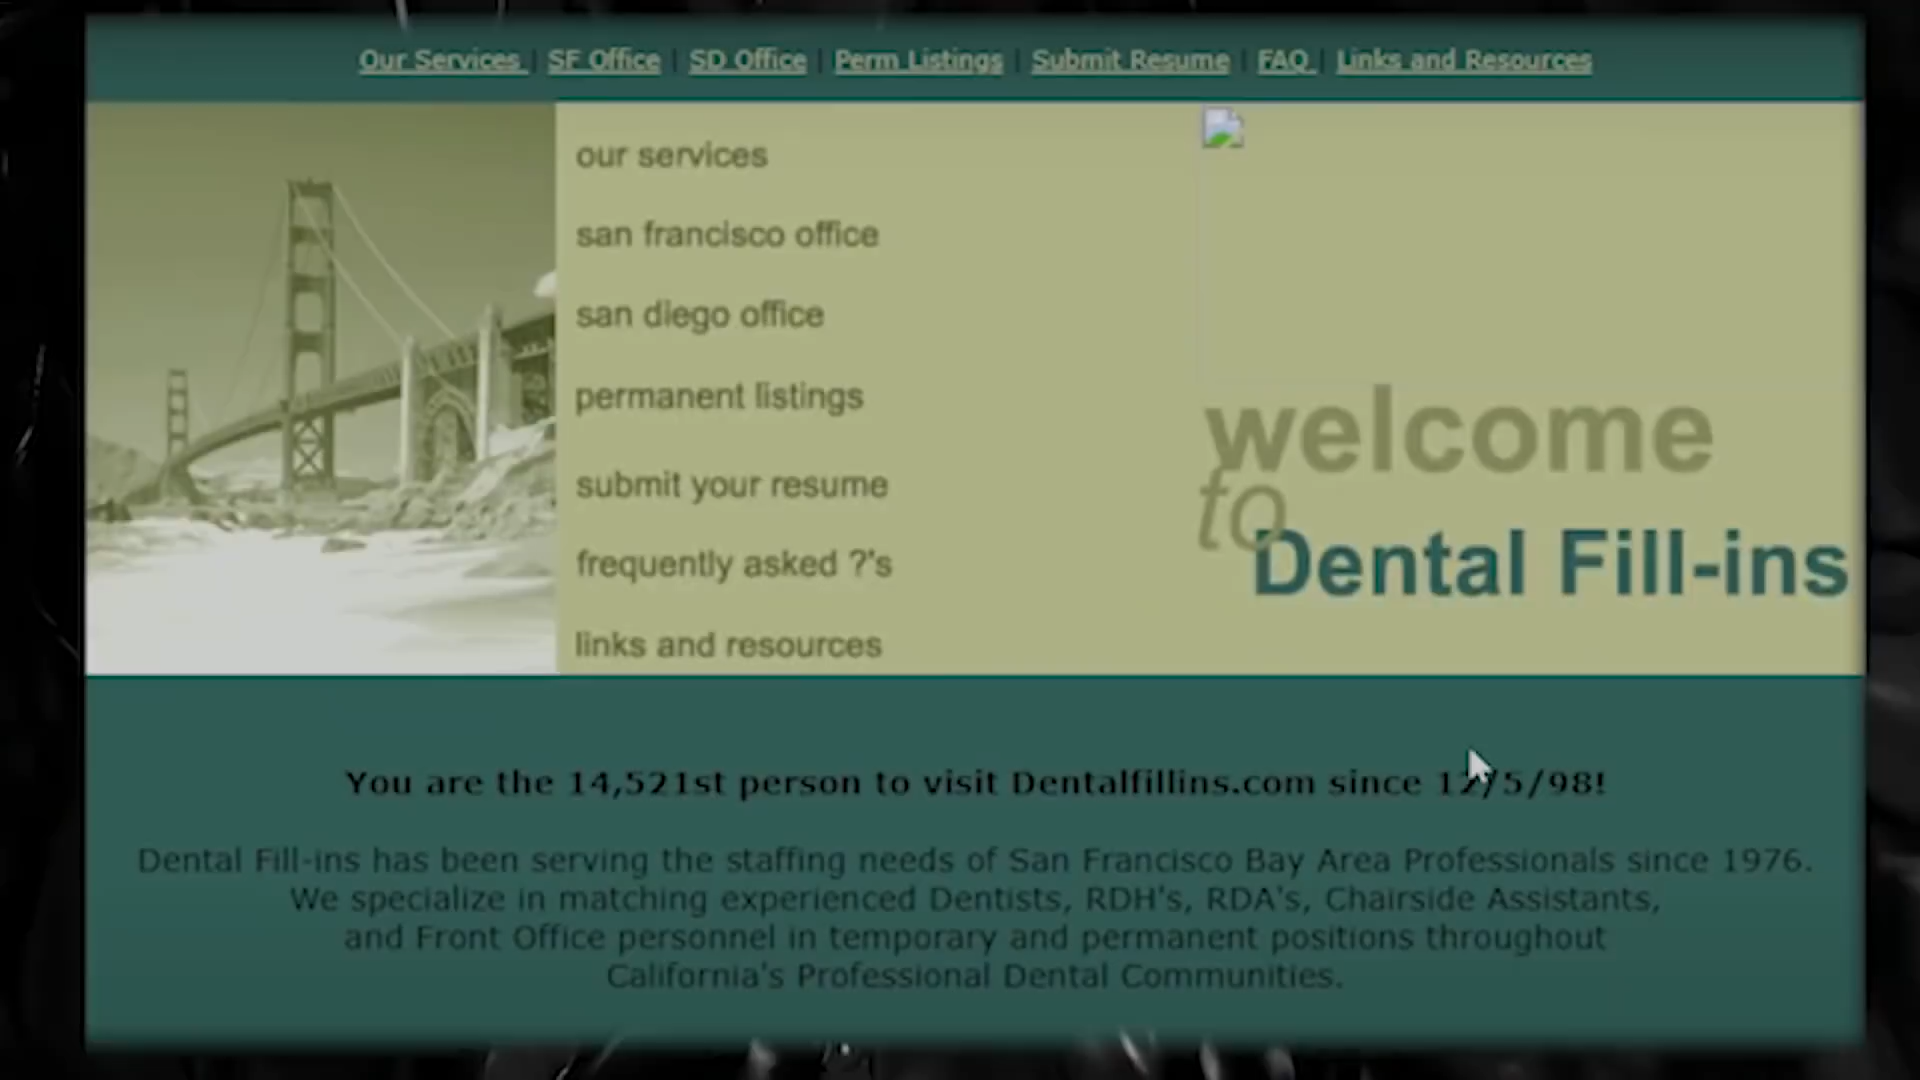 Our Services | SF Office | SD Office | Perm Listings | Submit Resume | FAQ | Links and Resources
our services
san francisco office
san diego office
permanent listings
submit your resume
frequently asked ?'s
links and resources
welcome
to
Dental Fill-ins
You are the 14,521st person to visit Dentalfillins.com since 12/5/98!
Dental Fill-ins has been serving the staffing needs of San Francisco Bay Area Professionals since 1976.
We specialize in matching experienced Dentists, RDH's, RDA's, Chairside Assistants,
and Front Office personnel in temporary and permanent positions throughout
California's Professional Dental Communities.